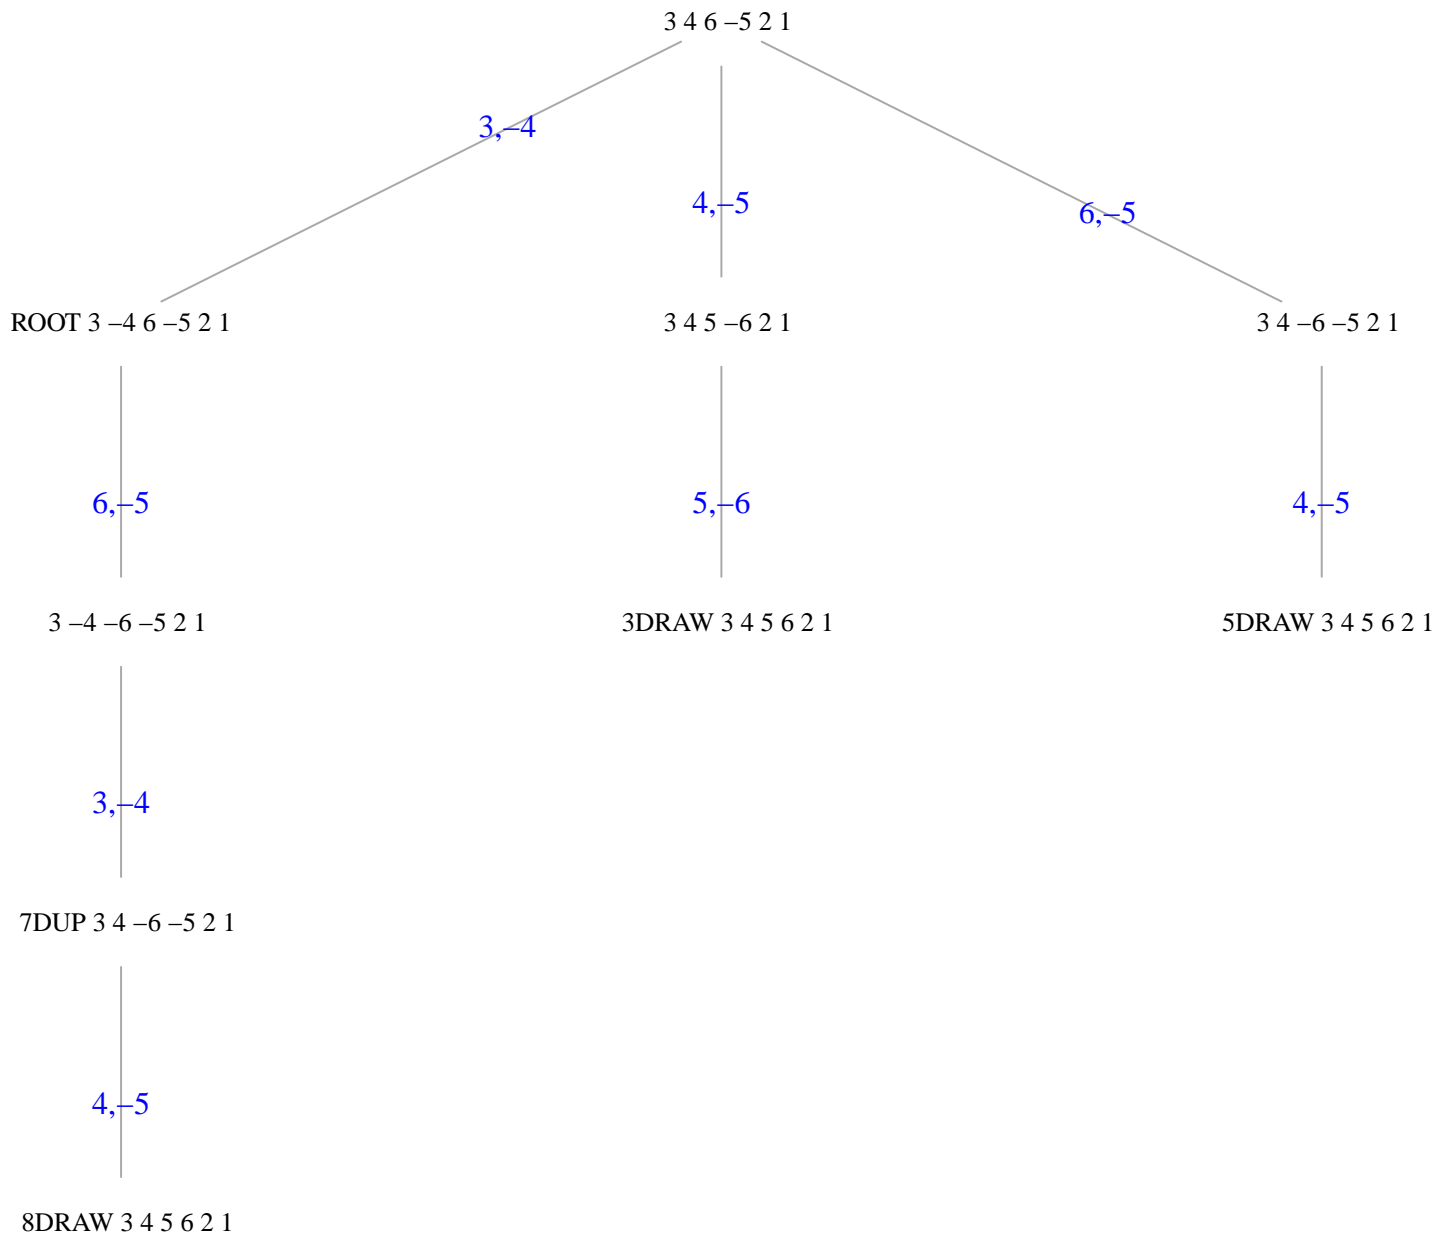 3 4 6 –5 2 1
3,–4
4,–5
6,–5
ROOT 3 –4 6 –5 2 1
3 4 5 –6 2 1
3 4 –6 –5 2 1
6,–5
5,–6
4,–5
3 –4 –6 –5 2 1
3DRAW 3 4 5 6 2 1
5DRAW 3 4 5 6 2 1
3,–4
7DUP 3 4 –6 –5 2 1
4,–5
8DRAW 3 4 5 6 2 1